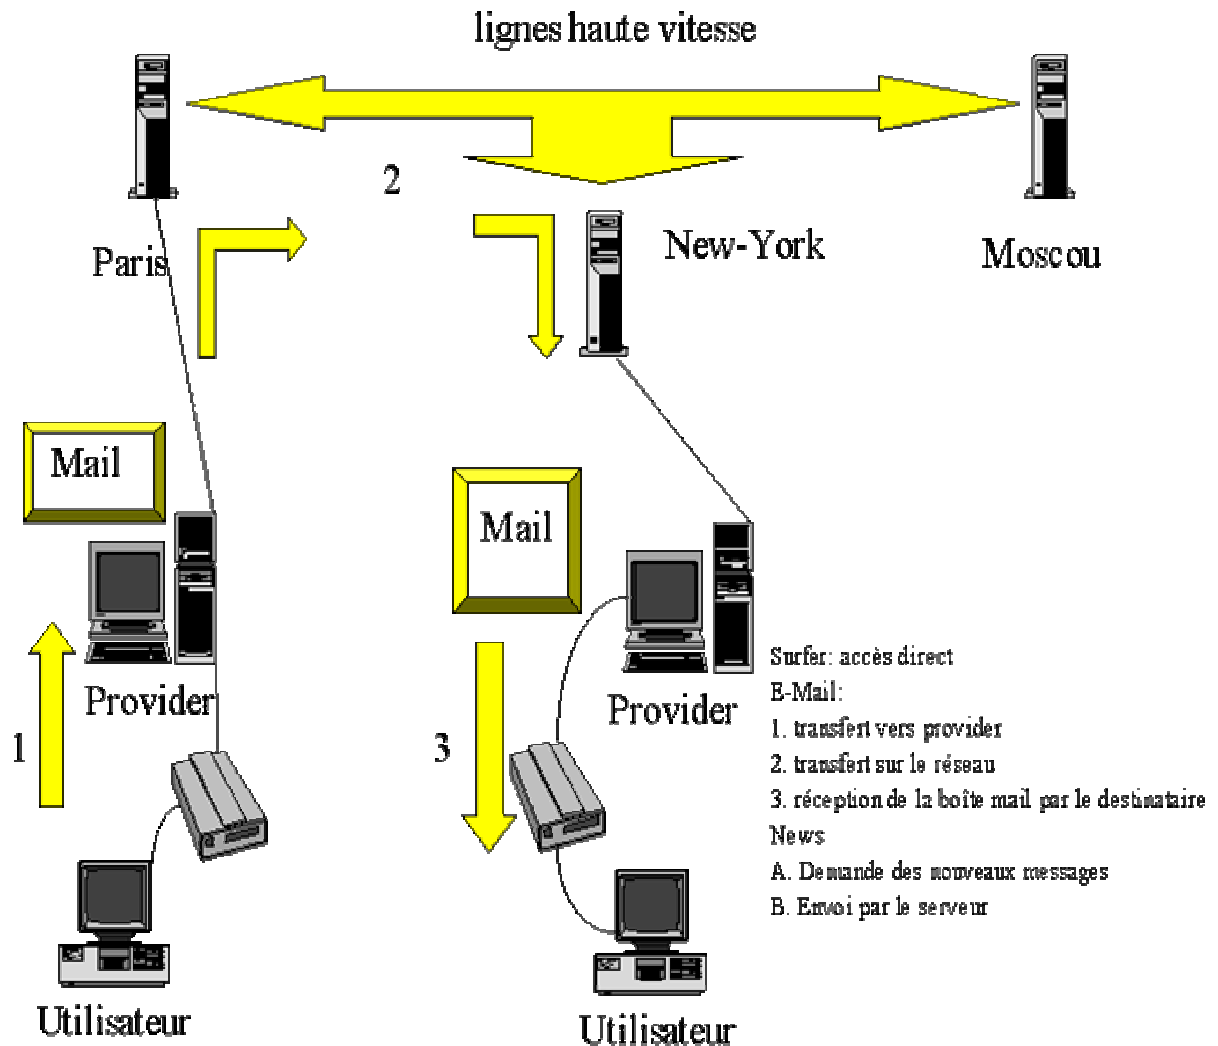 lignes haute vitesse
2
Paris
New-York
Moscou
Mail
Mail
Provider
Provider
1
3
Surfer: accès direct
E-Mail:
1. transfert vers provider
2. transfert sur le réseau
3. réception de la boîte mail par le destinataire
News
A. Demande des nouveaux messages
B. Envoi par le serveur
Utilisateur
Utilisateur